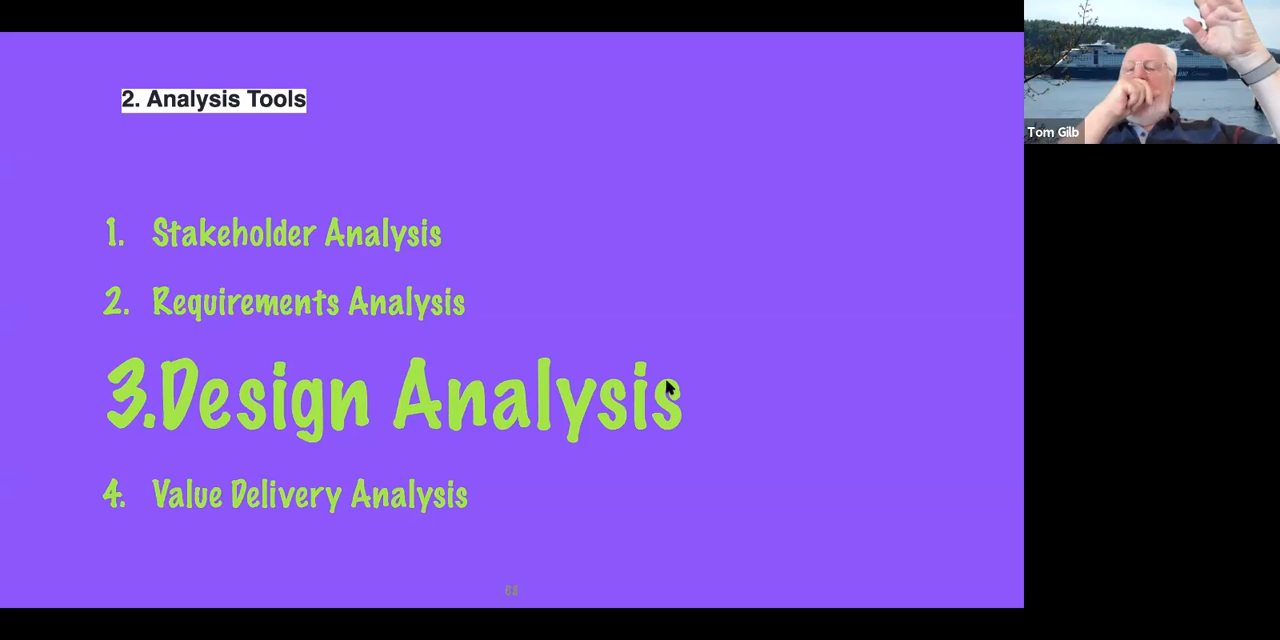 2. Analysis Tools
1. Stakeholder Analysis
2. Requirements Analysis
3.Design Analysis
4. Value Delivery Analysis
Tom Gilb